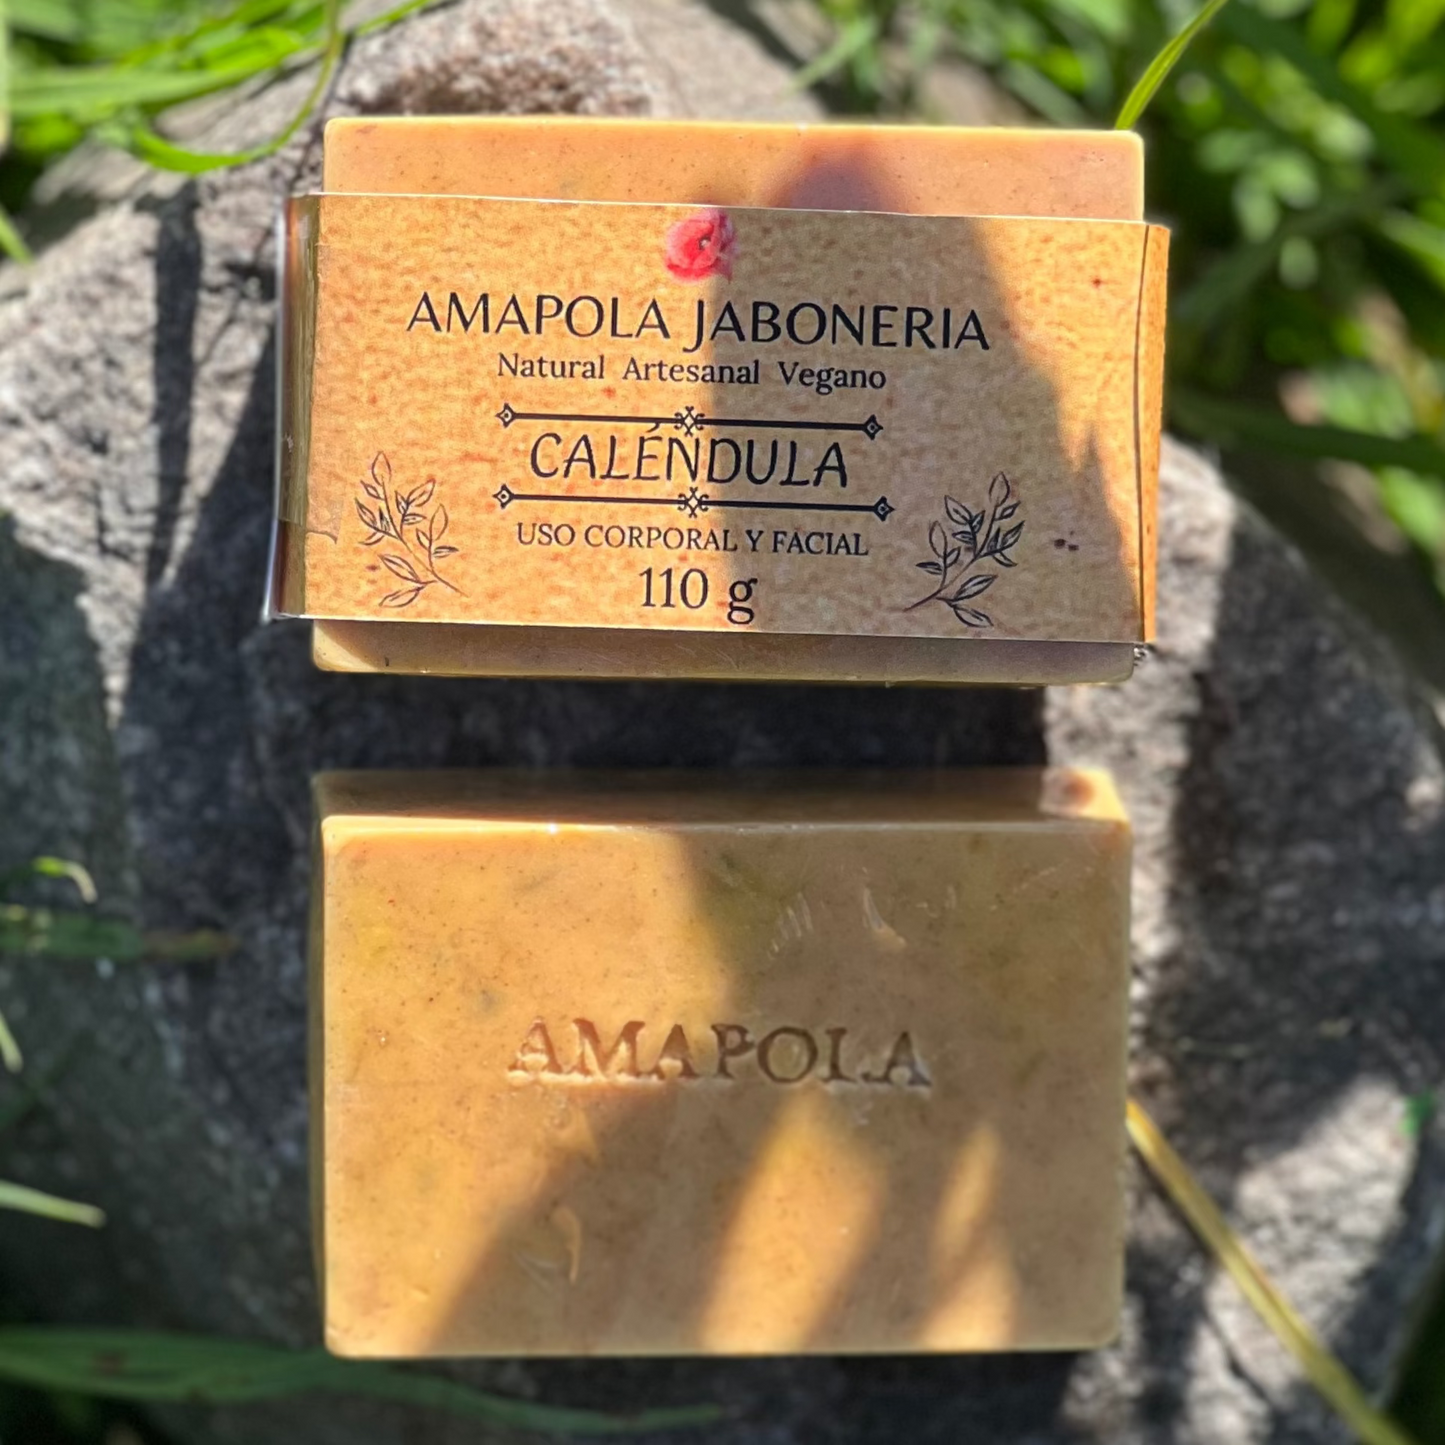 AMAPOLA JABONERIA
Natural Artesanal Vegano
CALÉNDULA
USO CORPORAL Y FACIAL
110 g
AMAPOLA